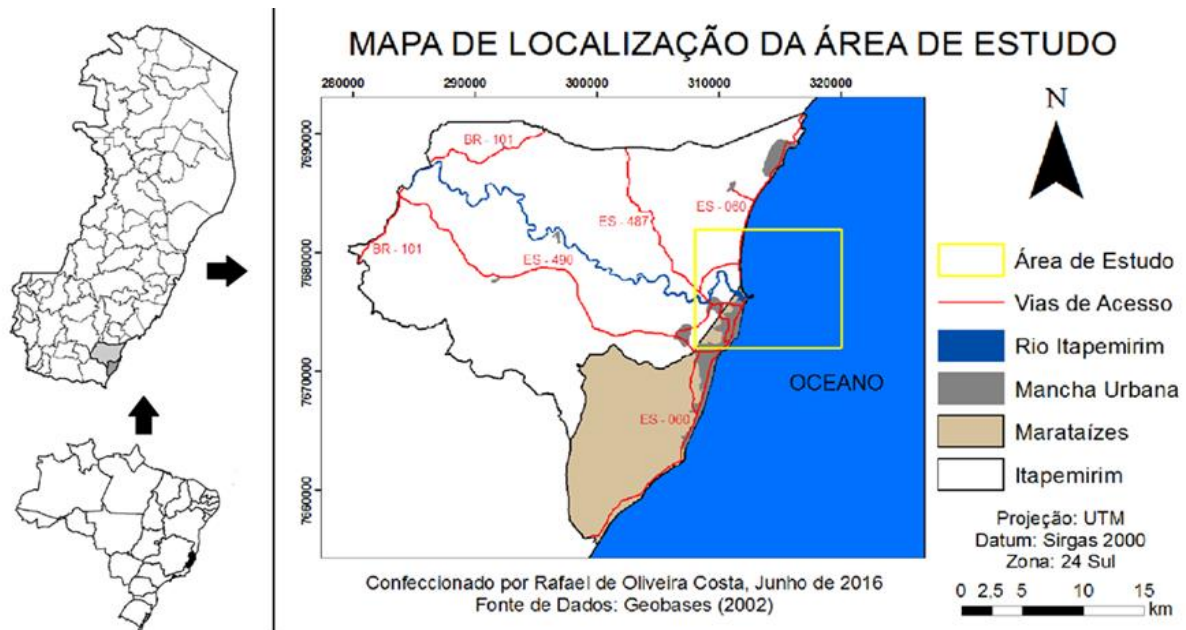 MAPA DE LOCALIZAÇÃO DA ÁREA DE ESTUDO
280000 290000 300000 310000 320000
7690000
7680000
7670000
7660000
BR - 101
ES - 060
ES - 487
BR - 101
ES - 490
OCEANO
ES - 060
N
Área de Estudo
Vias de Acesso
Rio Itapemirim
Mancha Urbana
Marataízes
Itapemirim
Projeção: UTM
Datum: Sirgas 2000
Zona: 24 Sul
0 2,5 5 10 15
km
Confeccionado por Rafael de Oliveira Costa, Junho de 2016
Fonte de Dados: Geobases (2002)